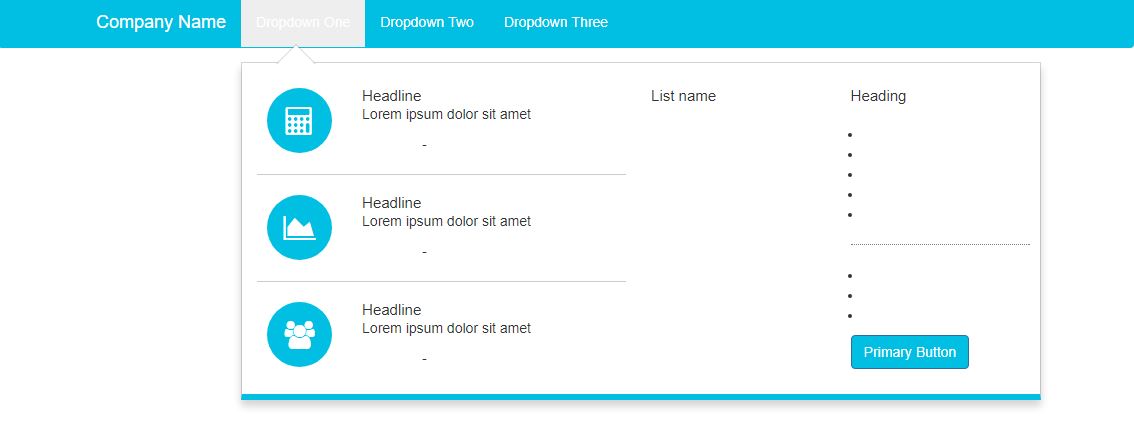 Company Name Dropdown One Dropdown Two Dropdown Three
Headline
Lorem ipsum dolor sit amet
-
Headline
Lorem ipsum dolor sit amet
-
Headline
Lorem ipsum dolor sit amet
-
List name
Heading
Primary Button